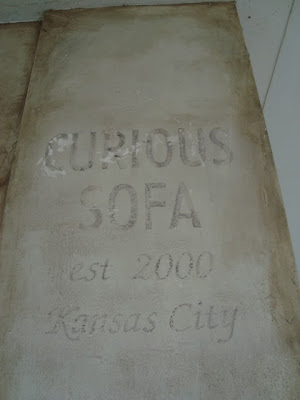 CURIOUS
SOFA
est 2000
Kansas City